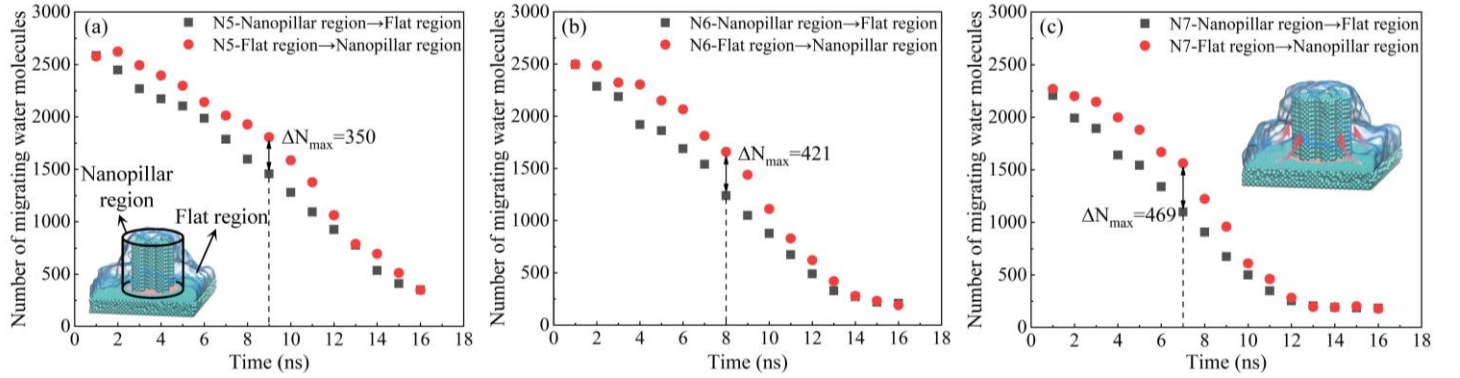 (a)
N5-Nanopillar region→Flat region
N5-Flat region→Nanopillar region
Number of migrating water molecules
3000
2500
2000
1500
1000
500
0
ΔNmax=350
Nanopillar
region
Flat region
0 2 4 6 8 10 12 14 16 18
Time (ns)
(b)
N6-Nanopillar region→Flat region
N6-Flat region→Nanopillar region
Number of migrating water molecules
3000
2500
2000
1500
1000
500
0
ΔNmax=421
0 2 4 6 8 10 12 14 16 18
Time (ns)
(c)
N7-Nanopillar region→Flat region
N7-Flat region→Nanopillar region
Number of migrating water molecules
3000
2500
2000
1500
1000
500
0
ΔNmax=469
0 2 4 6 8 10 12 14 16 18
Time (ns)